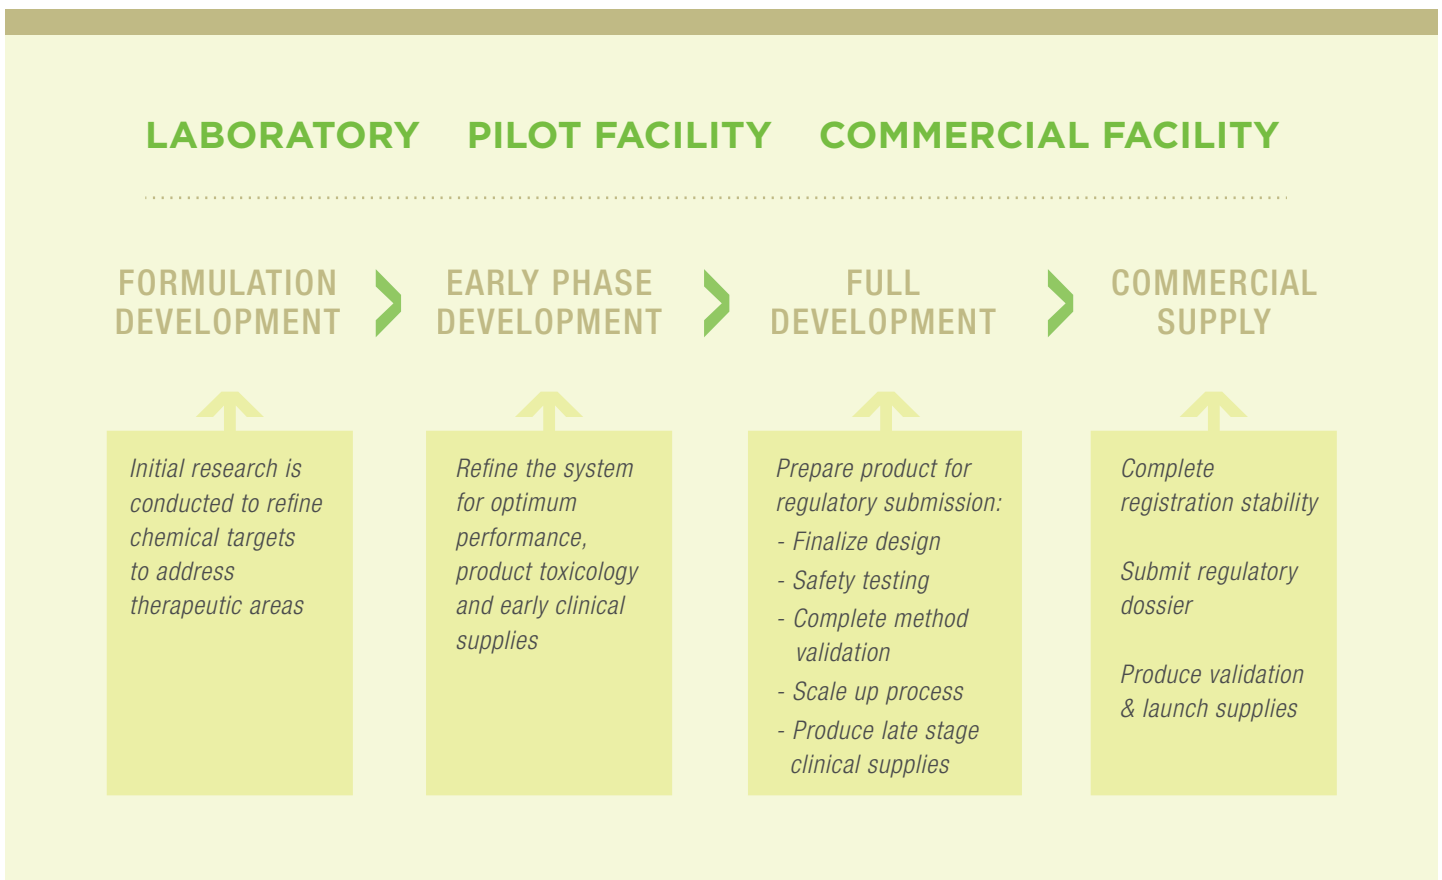 LABORATORY PILOT FACILITY COMMERCIAL FACILITY
FORMULATION
DEVELOPMENT
EARLY PHASE
DEVELOPMENT
FULL
DEVELOPMENT
COMMERCIAL
SUPPLY
Initial research is
conducted to refine
chemical targets
to address
therapeutic areas
Refine the system
for optimum
performance,
product toxicology
and early clinical
supplies
Prepare product for
regulatory submission:
- Finalize design
- Safety testing
- Complete method
validation
- Scale up process
- Produce late stage
clinical supplies
Complete
registration stability
Submit regulatory
dossier
Produce validation
& launch supplies